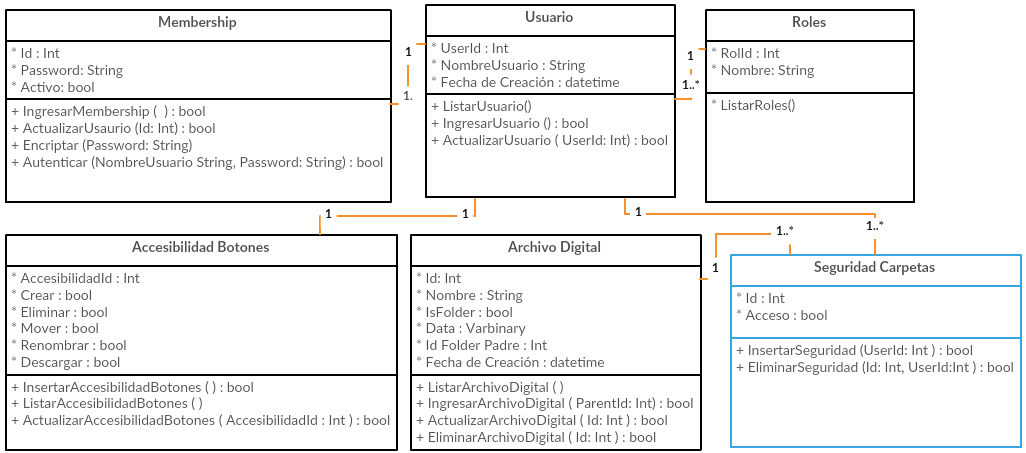 Membership
* Id : Int
* Password: String
* Activo: bool
+ IngresarMembership (  ) : bool
+ ActualizarUsaurio (Id: Int) : bool
+ Encriptar (Password: String)
+ Autenticar (NombreUsuario String, Password: String) : bool
1
1.
Usuario
* UserId : Int
* NombreUsuario : String
* Fecha de Creación : datetime
+ ListarUsuario()
+ IngresarUsuario () : bool
+ ActualizarUsuario ( UserId: Int) : bool
1
1..*
Roles
* RolId : Int
* Nombre: String
* ListarRoles()
1
1
1
1..*
Accesibilidad Botones
* AccesibilidadId : Int
* Crear : bool
* Eliminar : bool
* Mover : bool
* Renombrar : bool
* Descargar : bool
+ InsertarAccesibilidadBotones ( ) : bool
+ ListarAccesibilidadBotones ( )
+ ActualizarAccesibilidadBotones ( AccesibilidadId : Int ) : bool
Archivo Digital
* Id: Int
* Nombre : String
* IsFolder : bool
* Data : Varbinary
* Id Folder Padre : Int
* Fecha de Creación : datetime
+ ListarArchivoDigital ( )
+ IngresarArchivoDigital ( ParentId: Int) : bool
+ ActualizarArchivoDigital ( Id: Int ) : bool
+ EliminarArchivoDigital ( Id: Int ) : bool
1
1..*
Seguridad Carpetas
* Id : Int
* Acceso : bool
+ InsertarSeguridad (UserId: Int ) : bool
+ EliminarSeguridad (Id: Int, UserId:Int ) : bool